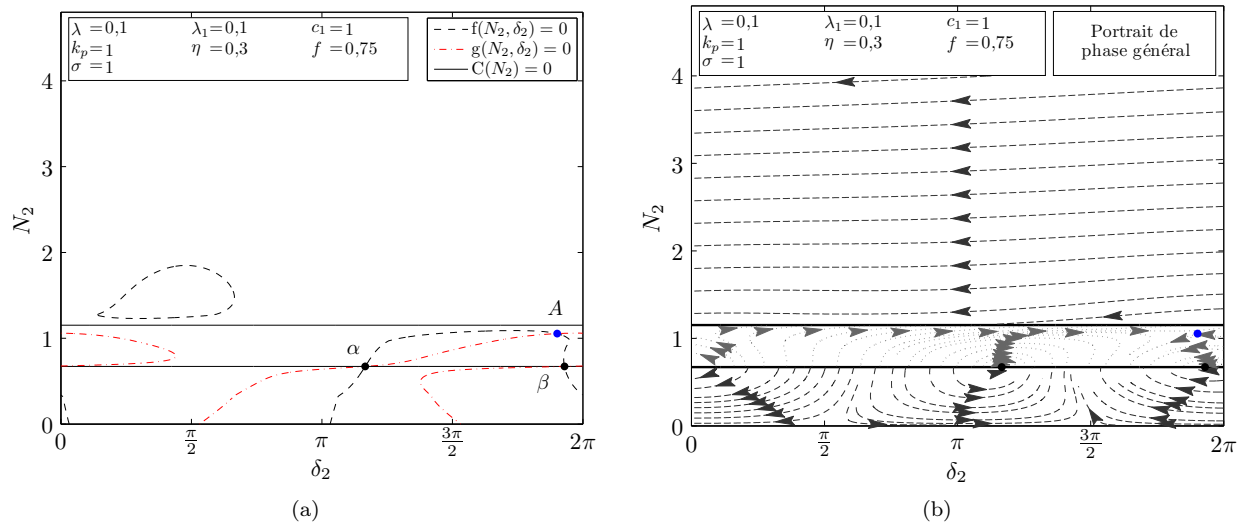 λ =0,1 λ₁=0,1 c₁=1
kₚ=1 η =0,3 f =0,75
σ =1
f(N₂, δ₂) = 0
g(N₂, δ₂) = 0
C(N₂) = 0
N₂
4
2
1
0
A
α
β
0 π/2 π 3π/2 2π
δ₂
(a)
λ =0,1 λ₁=0,1 c₁=1
kₚ=1 η =0,3 f =0,75
σ =1
Portrait de
phase général
N₂
4
2
1
0
0 π/2 π 3π/2 2π
δ₂
(b)